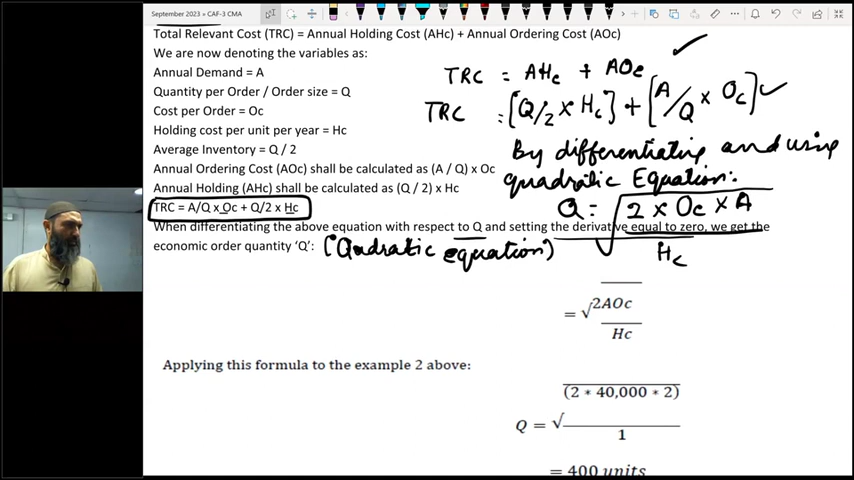 September 2023 » CAF-3 CMA
Total Relevant Cost (TRC) = Annual Holding Cost (AHc) + Annual Ordering Cost (AOc)
We are now denoting the variables as:
Annual Demand = A
Quantity per Order / Order size = Q
Cost per Order = Oc
Holding cost per unit per year = Hc
Average Inventory = Q / 2
Annual Ordering Cost (AOc) shall be calculated as (A / Q) x Oc
Annual Holding (AHc) shall be calculated as (Q / 2) x Hc
TRC = A/Q x Oc + Q/2 x Hc
When differentiating the above equation with respect to Q and setting the derivative equal to zero, we get the
economic order quantity 'Q':
(Qudratic equation)
TRC = AHc + AOc
TRC = [Q/2 x Hc] + [A/Q x Oc]
By differentiating and using
quadratic Equation:
Q = √2 x Oc x A
Hc
= √2AOc
Hc
Applying this formula to the example 2 above:
(2 * 40,000 * 2)
Q = √
1
= 400 units